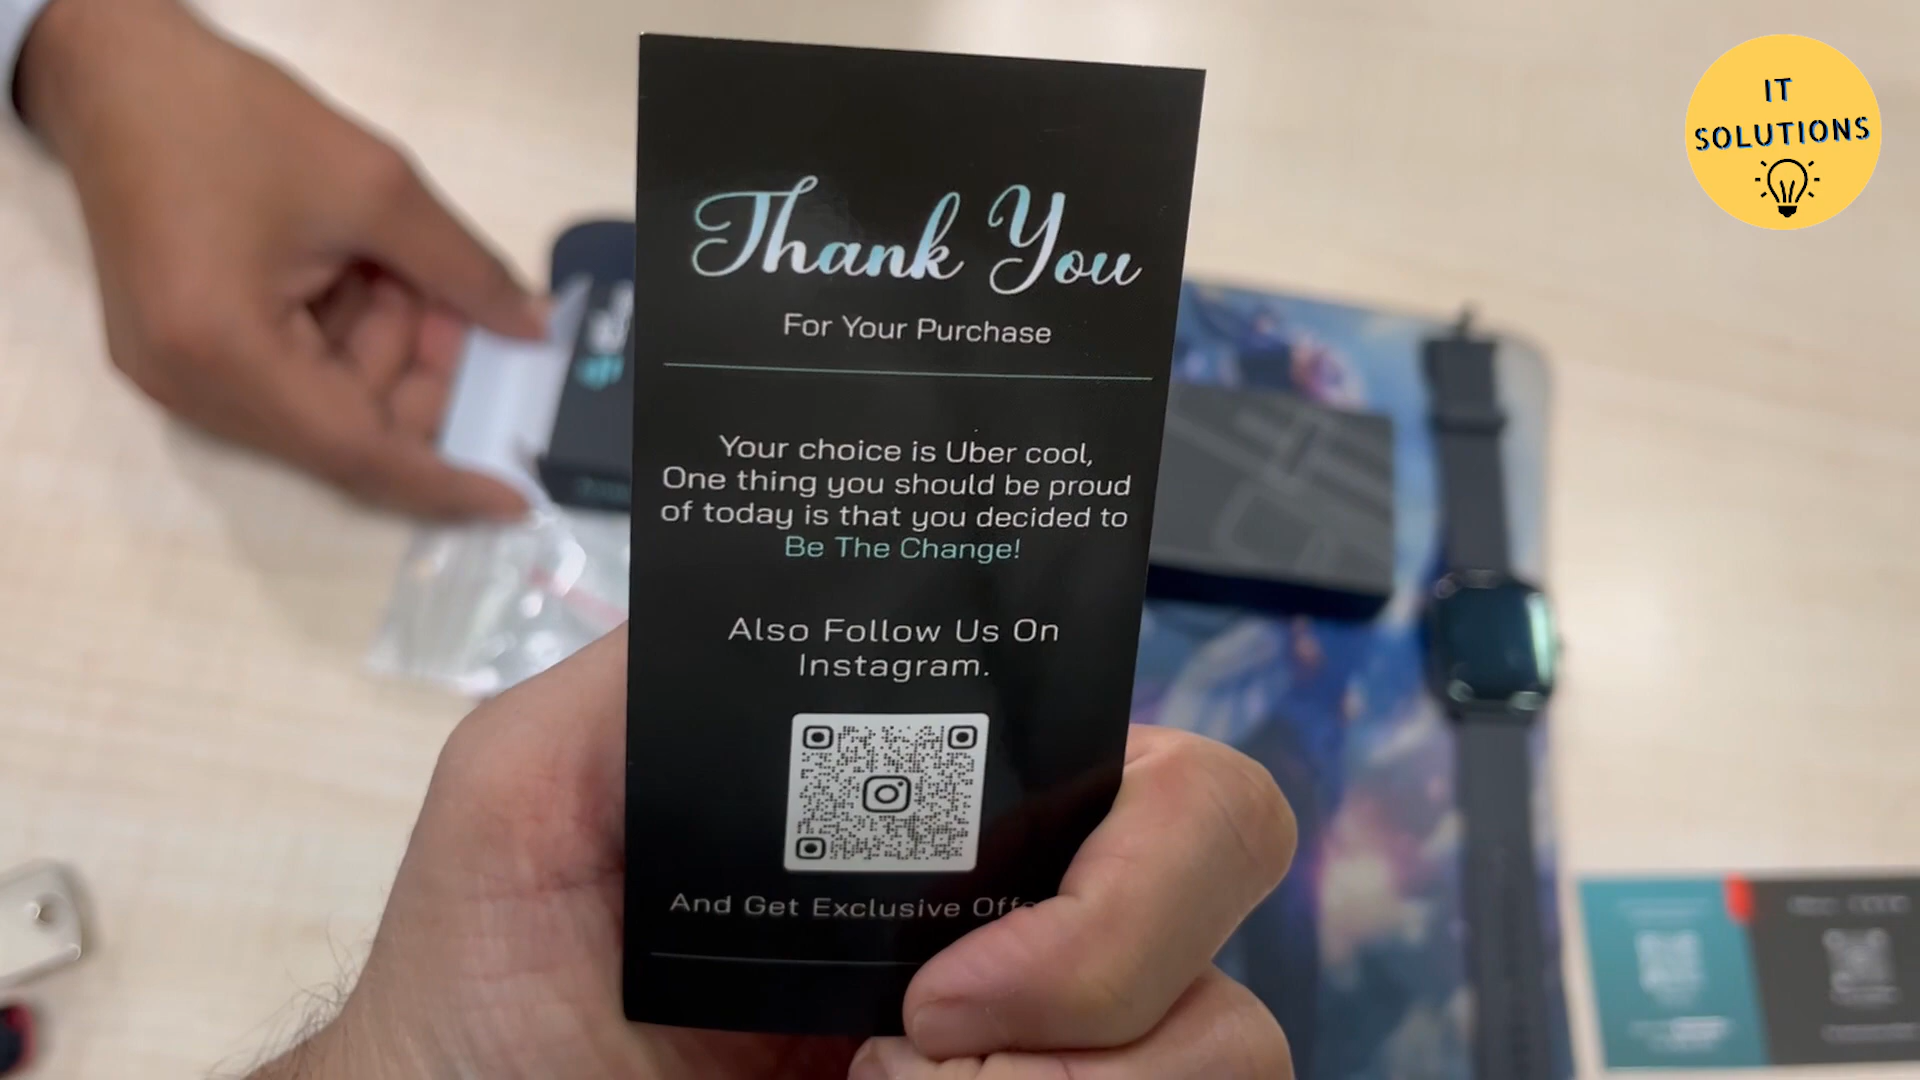 IT
SOLUTIONS
Thank You
For Your Purchase
Your choice is Uber cool,
One thing you should be proud
of today is that you decided to
Be The Change!
Also Follow Us On
Instagram.
And Get Exclusive